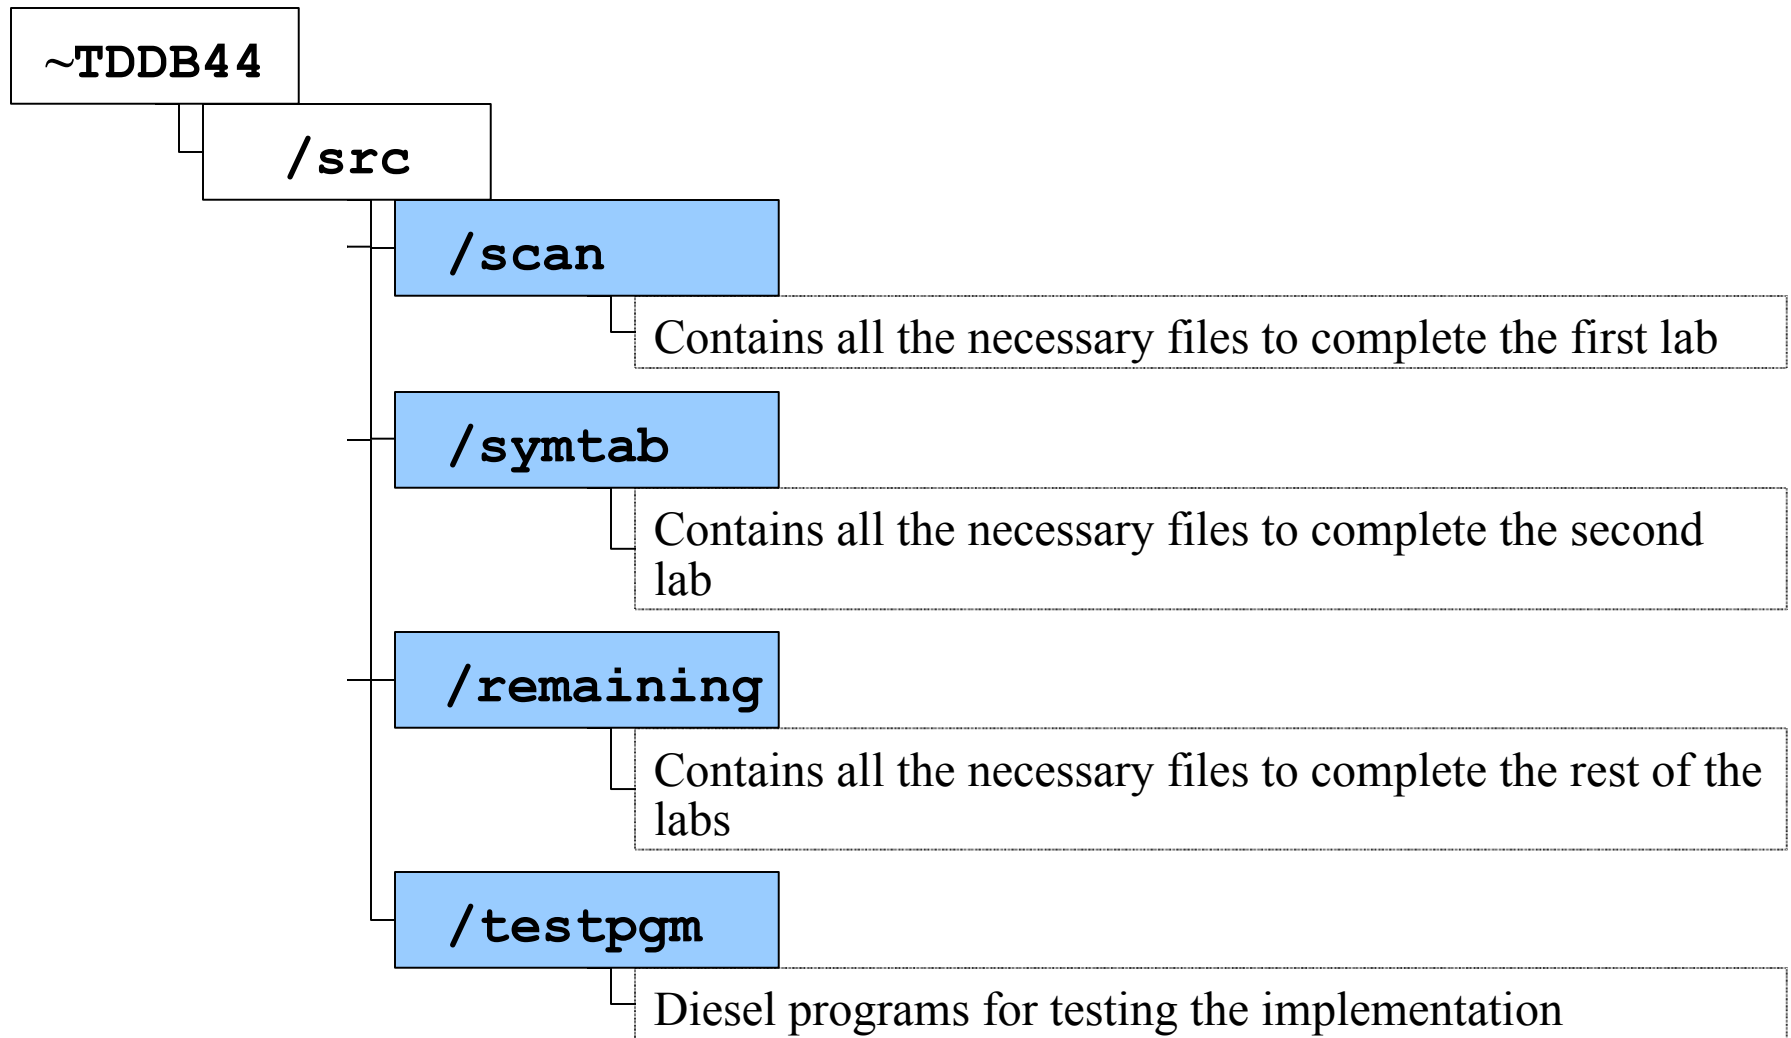 ~TDDB44
/src
/scan
Contains all the necessary files to complete the first lab
/symtab
Contains all the necessary files to complete the second
lab
/remaining
Contains all the necessary files to complete the rest of the
labs
/testpgm
Diesel programs for testing the implementation